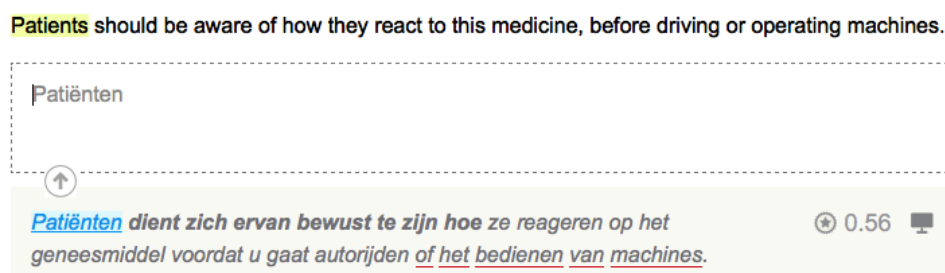 Patients should be aware of how they react to this medicine, before driving or operating machines.
Patiënten
Patiënten dient zich ervan bewust te zijn hoe ze reageren op het
0.56
geneesmiddel voordat u gaat autorijden of het bedienen van machines.